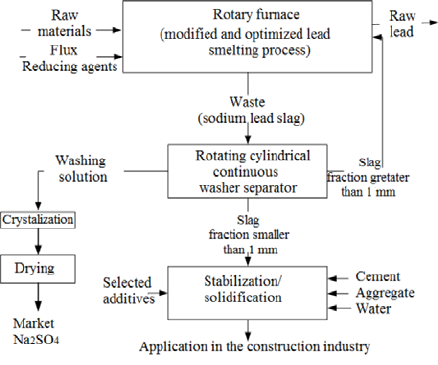 Raw
materials
Flux
Reducing agents
Rotary furnace
(modified and optimized lead
smelting process)
Raw
lead
Waste
(sodium lead slag)
Washing
solution
Rotating cylindrical
continuous
washer separator
Slag
fraction gretater
than 1 mm
Slag
fraction smaller
than 1 mm
Crystalization
Drying
Market
Na2SO4
Selected
additives
Stabilization/
solidification
Cement
Aggregate
Water
Application in the construction industry